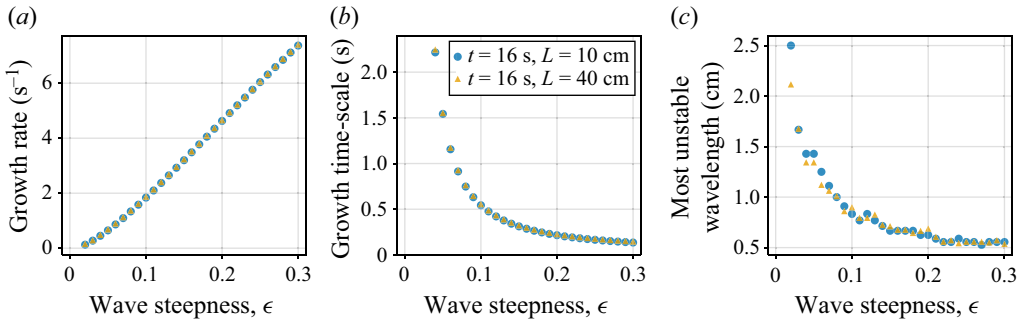 (a)
Growth rate (s⁻¹)
6
4
2
0
0
0.1
0.2
0.3
Wave steepness, ϵ
(b)
Growth time-scale (s)
2.0
1.5
1.0
0.5
0
0
0.1
0.2
0.3
Wave steepness, ϵ
t = 16 s, L = 10 cm
t = 16 s, L = 40 cm
(c)
Most unstable
wavelength (cm)
2.5
2.0
1.5
1.0
0.5
0
0.1
0.2
0.3
Wave steepness, ϵ